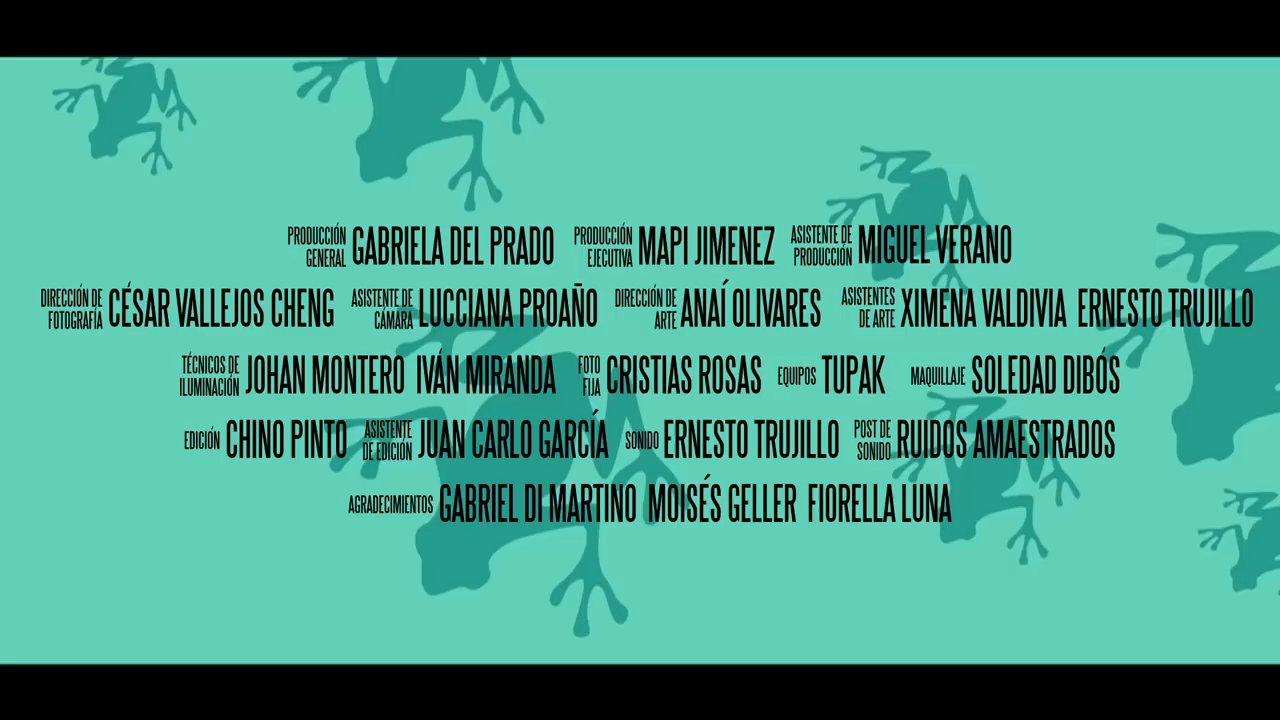 PRODUCCIÓN GENERAL GABRIELA DEL PRADO PRODUCCIÓN EJECUTIVA MAPI JIMENEZ ASISTENTE DE PRODUCCIÓN MIGUEL VERANO
DIRECCIÓN DE FOTOGRAFÍA CÉSAR VALLEJOS CHENG ASISTENTE DE CÁMARA LUCCIANA PROAÑO DIRECCIÓN DE ARTE ANAÍ OLIVARES ASISTENTES DE ARTE XIMENA VALDIVIA ERNESTO TRUJILLO
TÉCNICOS DE ILUMINACIÓN JOHAN MONTERO IVÁN MIRANDA FOTO FIJA CRISTIAS ROSAS EQUIPOS TUPAK MAQUILLAJE SOLEDAD DIBÓS
EDICIÓN CHINO PINTO ASISTENTE DE EDICIÓN JUAN CARLO GARCÍA SONIDO ERNESTO TRUJILLO POST DE SONIDO RUIDOS AMAESTRADOS
AGRADECIMIENTOS GABRIEL DI MARTINO MOISÉS GELLER FIORELLA LUNA